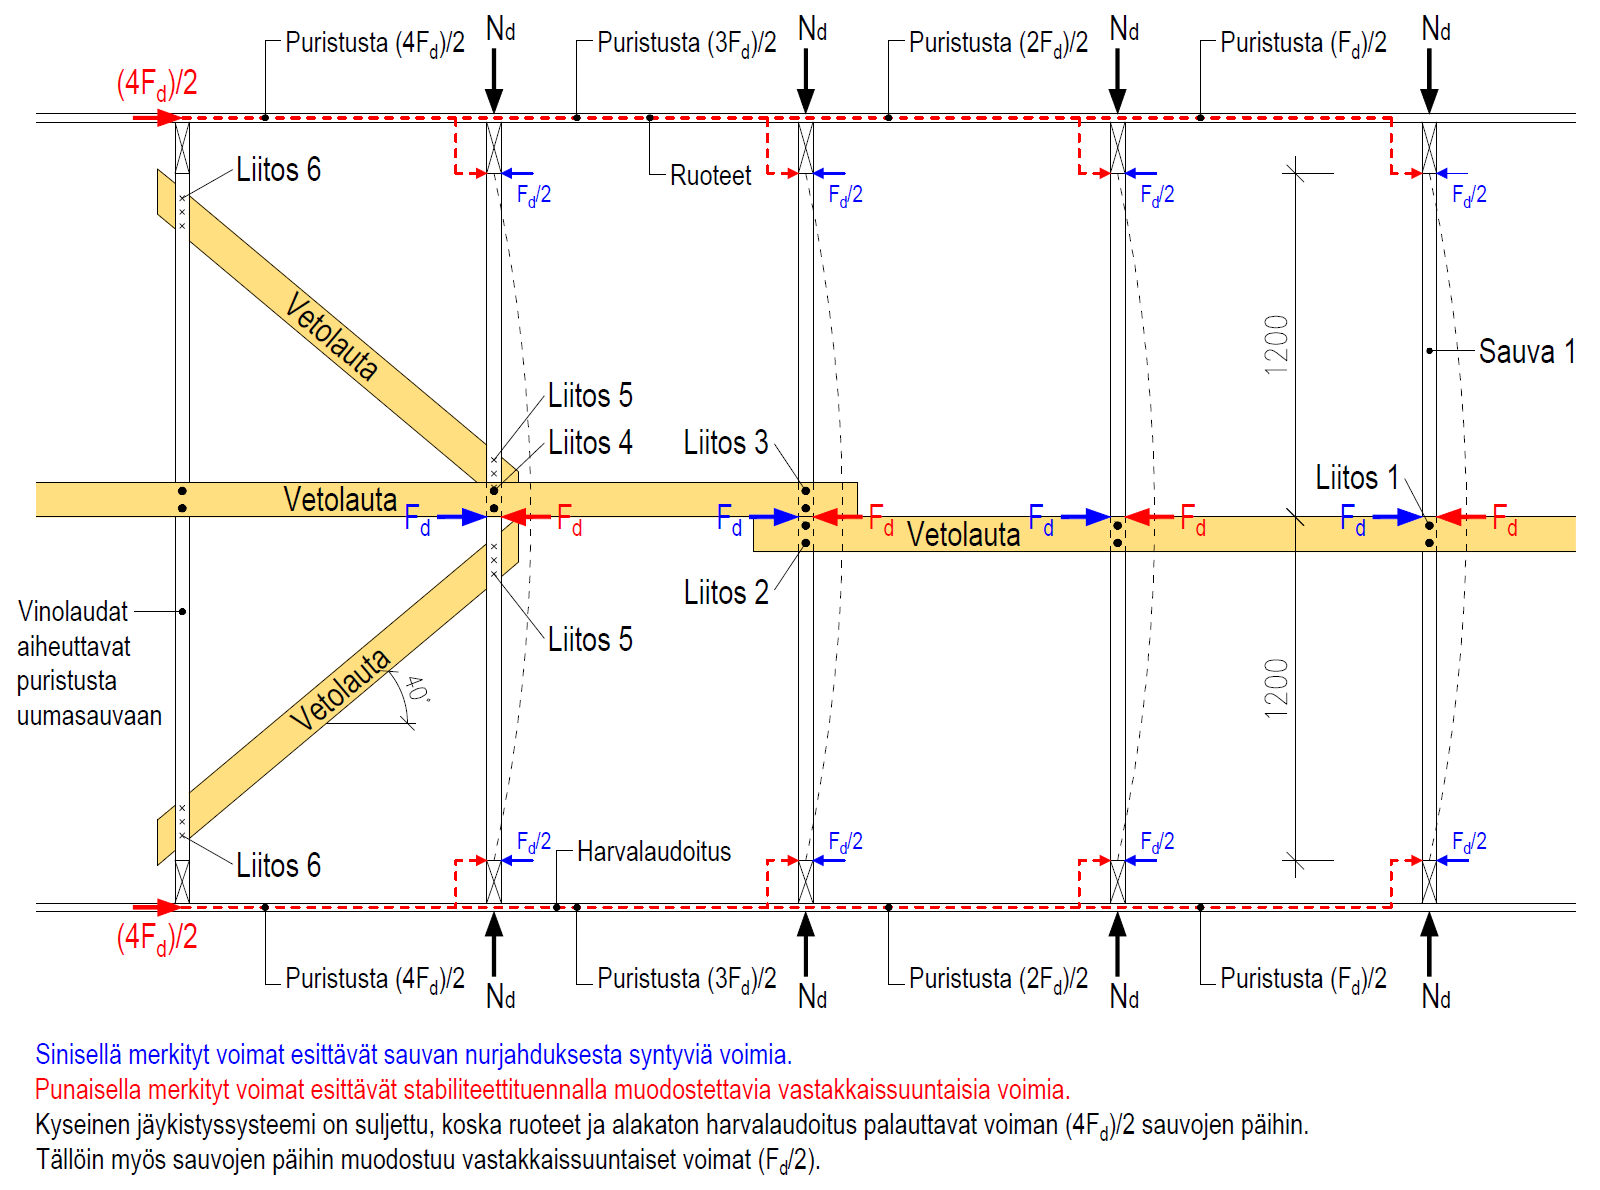 Puristusta (4Fd)/2
Nd
Puristusta (3Fd)/2
Nd
Puristusta (2Fd)/2
Nd
Puristusta (Fd)/2
Nd
(4Fd)/2
Liitos 6
Ruoteet
Fd/2
Fd/2
Fd/2
Fd/2
Vetolauta
1200
Sauva 1
Liitos 5
Liitos 4
Liitos 3
Liitos 1
Vetolauta
Fd
Fd
Fd
Fd
Vetolauta
Fd
Fd
Fd
Fd
Liitos 2
Vinolaudat
aiheuttavat
puristusta
uumasauvaan
Liitos 5
Vetolauta
40°
1200
Liitos 6
Harvalaudoitus
Fd/2
Fd/2
Fd/2
Fd/2
(4Fd)/2
Puristusta (4Fd)/2
Nd
Puristusta (3Fd)/2
Nd
Puristusta (2Fd)/2
Nd
Puristusta (Fd)/2
Nd
Sinisellä merkityt voimat esittävät sauvan nurjahduksesta syntyviä voimia.
Punaisella merkityt voimat esittävät stabiliteettituennalla muodostettavia vastakkaissuuntaisia voimia.
Kyseinen jäykistyssysteemi on suljettu, koska ruoteet ja alakaton harvalaudoitus palauttavat voiman (4Fd)/2 sauvojen päihin.
Tällöin myös sauvojen päihin muodostuu vastakkaissuuntaiset voimat (Fd/2).